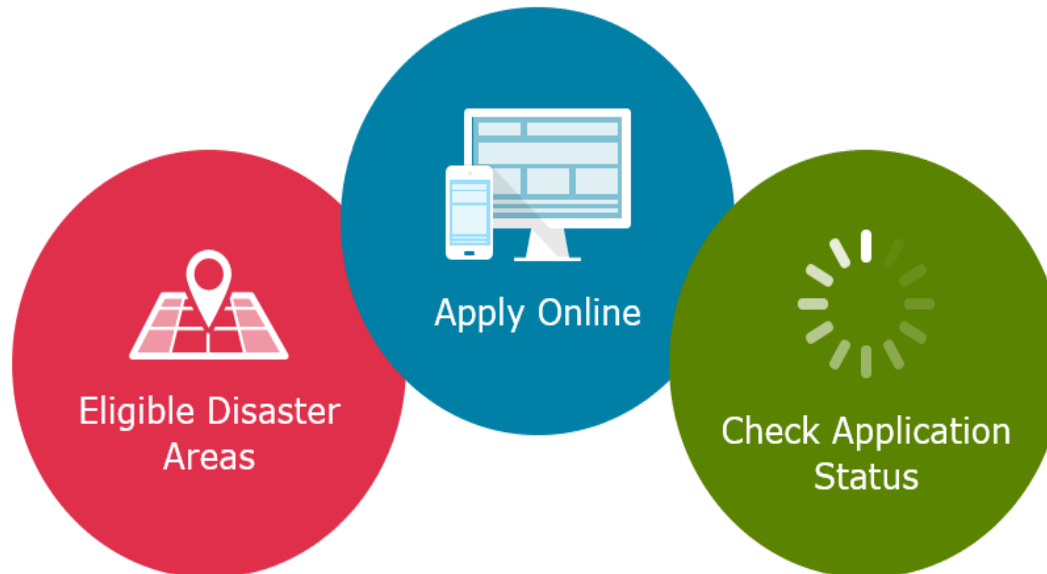 Eligible Disaster
Areas
Apply Online
Check Application
Status